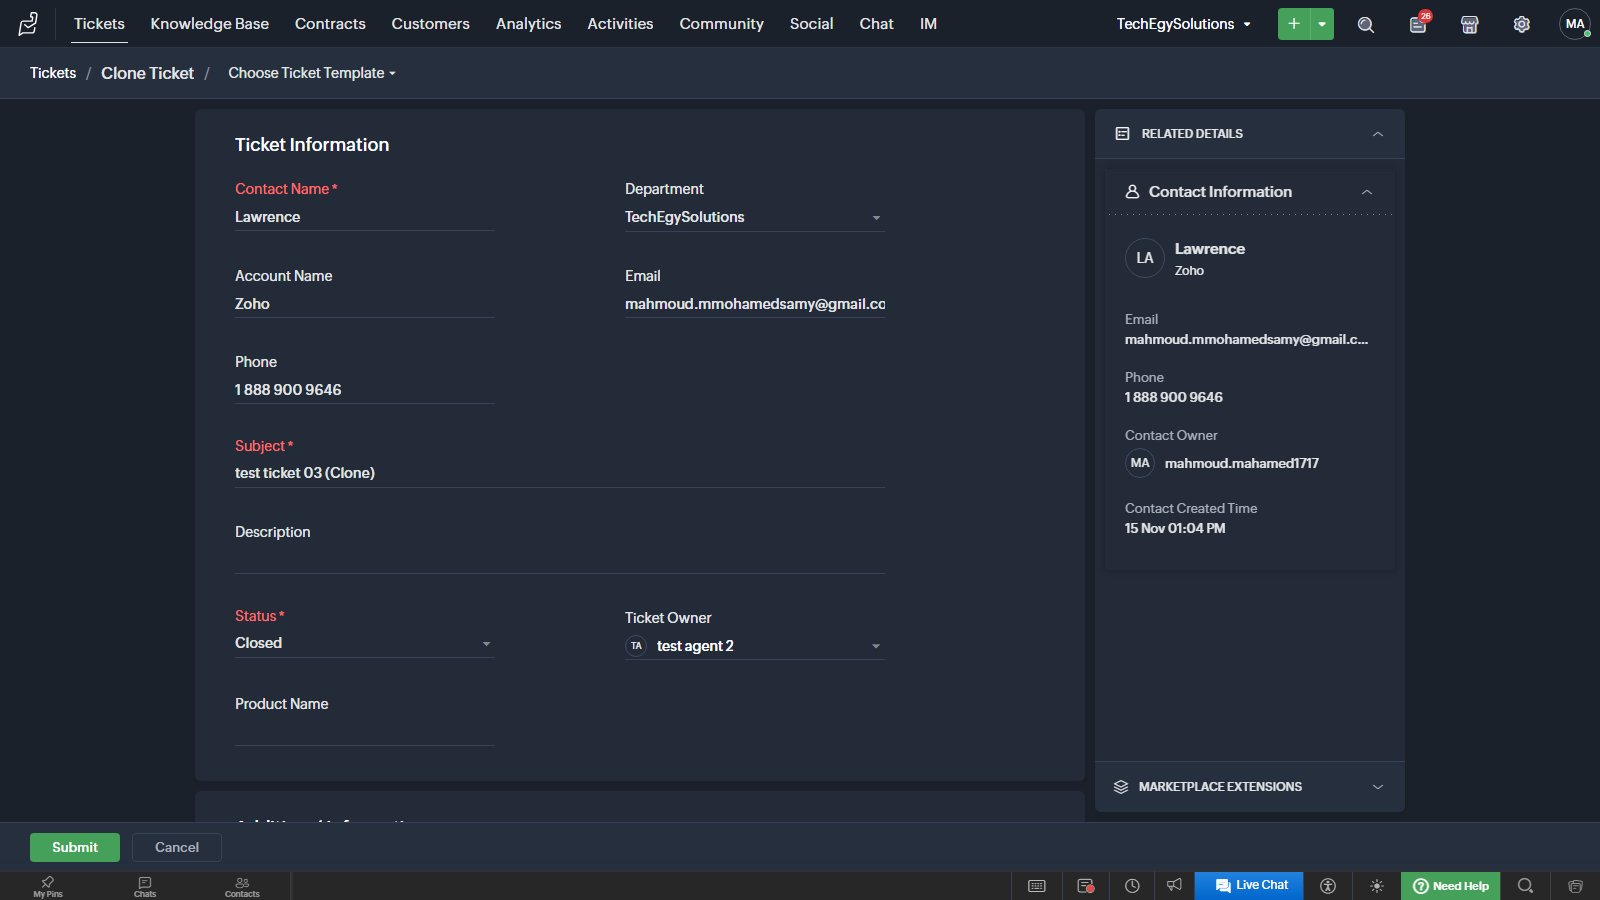 Tickets Knowledge Base Contracts Customers Analytics Activities Community Social Chat IM TechEgySolutions 26 MA
Tickets / Clone Ticket / Choose Ticket Template
Ticket Information
Contact Name *
Lawrence
Department
TechEgySolutions
Account Name
Zoho
Email
mahmoud.mmohamedsamy@gmail.co
Phone
1 888 900 9646
Subject *
test ticket 03 (Clone)
Description
Status *
Closed
Ticket Owner
TA test agent 2
Product Name
RELATED DETAILS
Contact Information
LA
Lawrence
Zoho
Email
mahmoud.mmohamedsamy@gmail.c...
Phone
1 888 900 9646
Contact Owner
MA mahmoud.mahamed1717
Contact Created Time
15 Nov 01:04 PM
MARKETPLACE EXTENSIONS
Submit Cancel
My Pins Chats Contacts Live Chat Need Help